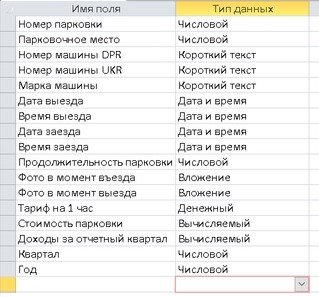 Имя поля Тип данных
Номер парковки Числовой
Парковочное место Числовой
Номер машины DPR Короткий текст
Номер машины UKR Короткий текст
Марка машины Короткий текст
Дата выезда Дата и время
Время выезда Дата и время
Дата заезда Дата и время
Время заезда Дата и время
Продолжительность парковки Числовой
Фото в момент въезда Вложение
Фото в момент выезда Вложение
Тариф на 1 час Денежный
Стоимость парковки Вычисляемый
Доходы за отчетный квартал Вычисляемый
Квартал Числовой
Год Числовой